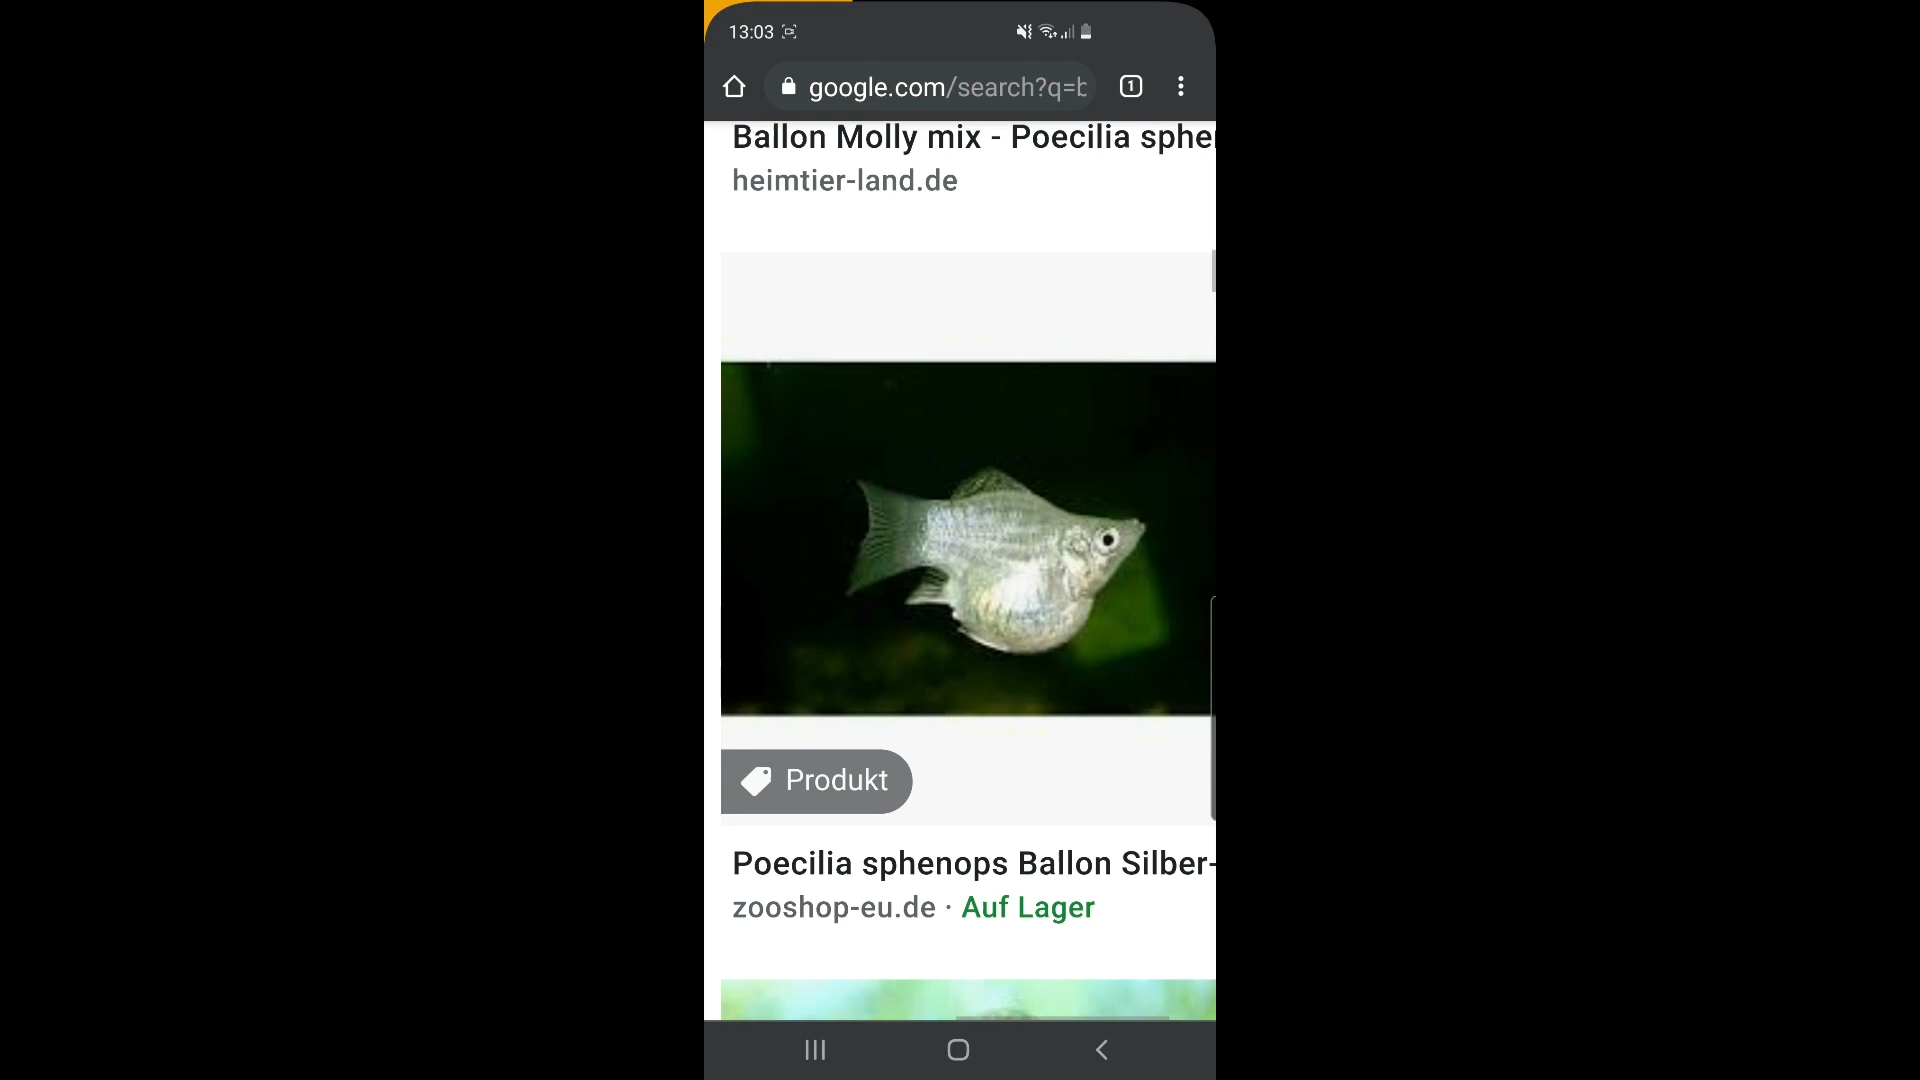 13:03
google.com/search?q=b
1
Ballon Molly mix - Poecilia sphe
heimtier-land.de
Produkt
Poecilia sphenops Ballon Silber-
zooshop-eu.de · Auf Lager